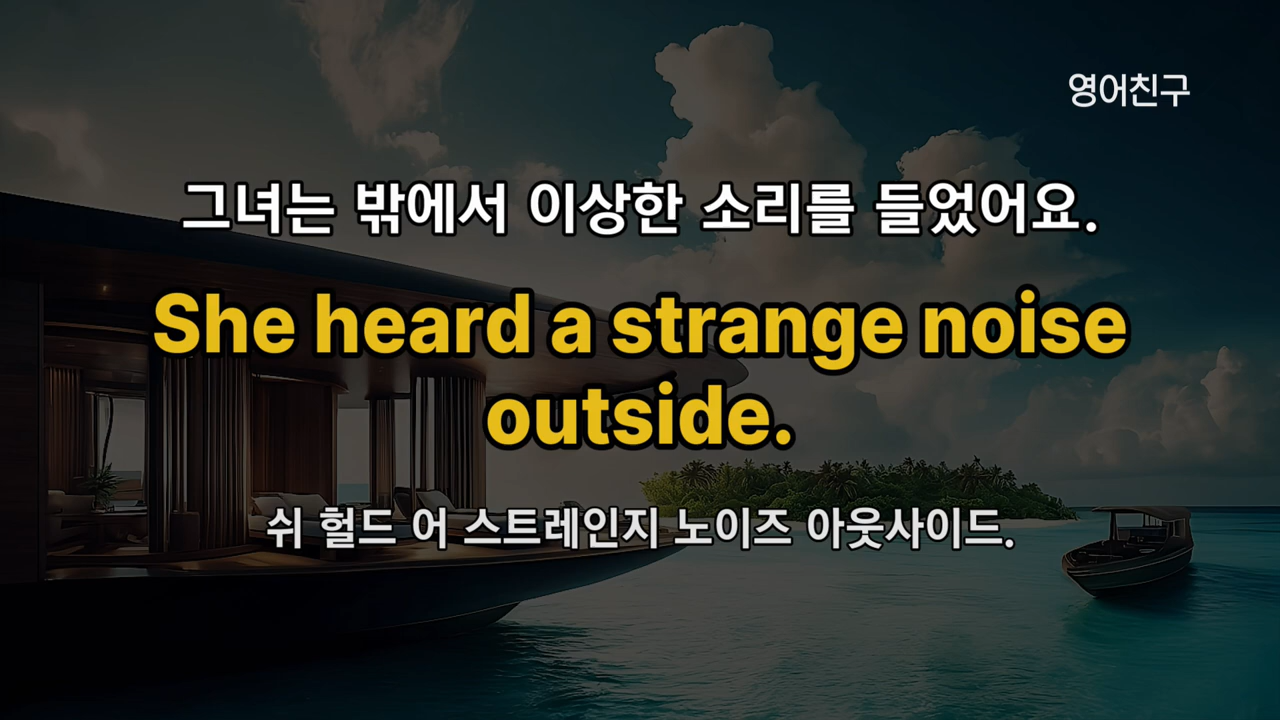 영어친구
그녀는 밖에서 이상한 소리를 들었어요.
She heard a strange noise
outside.
쉬 헐드 어 스트레인지 노이즈 아웃사이드.